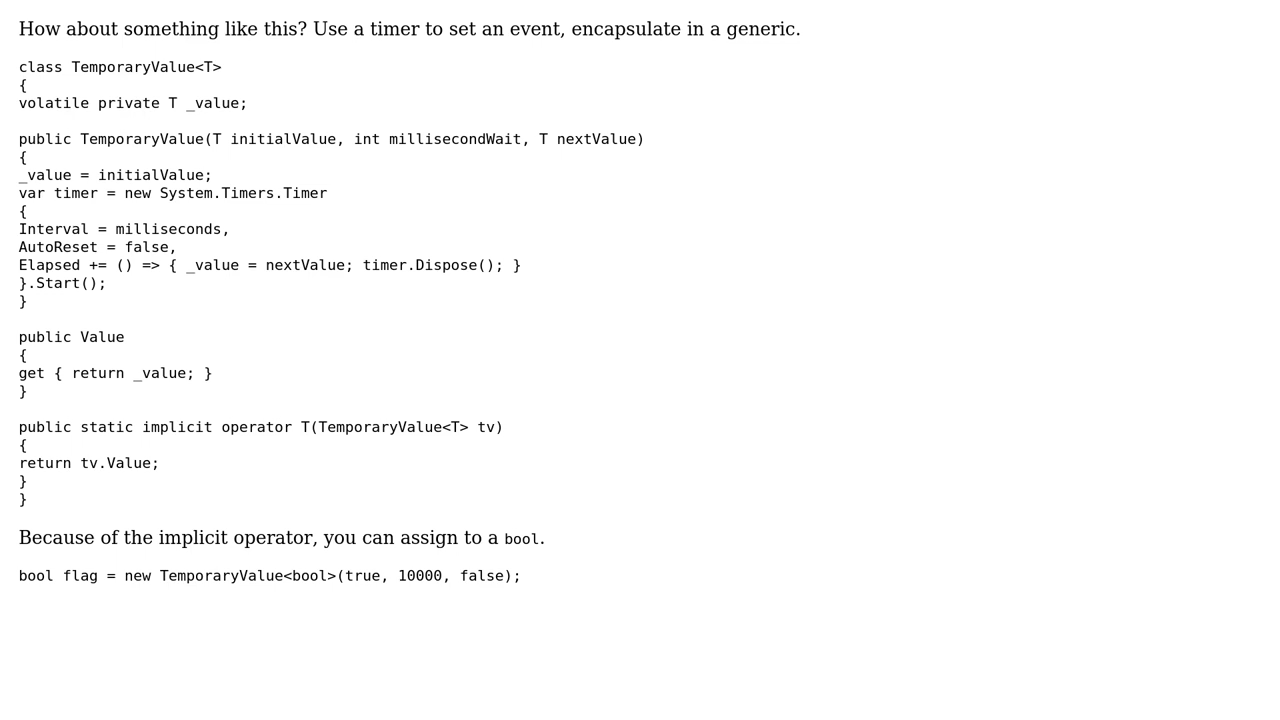 How about something like this? Use a timer to set an event, encapsulate in a generic.
class TemporaryValue<T>
{
volatile private T _value;
public TemporaryValue(T initialValue, int millisecondWait, T nextValue)
{
_value = initialValue;
var timer = new System.Timers.Timer
{
Interval = milliseconds,
AutoReset = false,
Elapsed += () => { _value = nextValue; timer.Dispose(); }
}.Start();
}
public Value
{
get { return _value; }
}
public static implicit operator T(TemporaryValue<T> tv)
{
return tv.Value;
}
}
Because of the implicit operator, you can assign to a bool.
bool flag = new TemporaryValue<bool>(true, 10000, false);